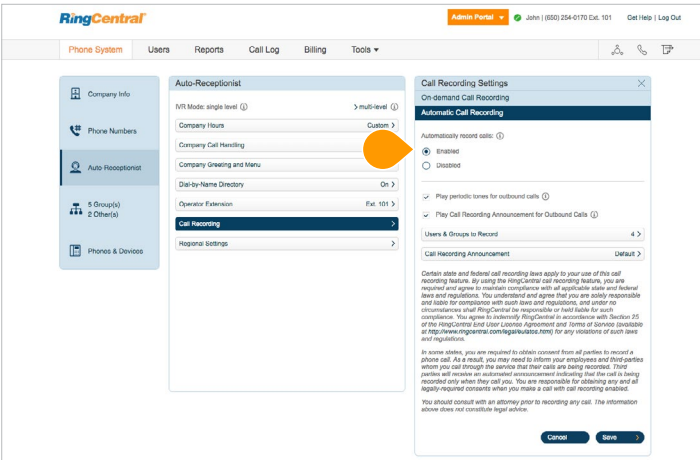 RingCentral
Admin Portal
John | (650) 254-0170 Ext. 101
Get Help | Log Out
Phone System
Users
Reports
Call Log
Billing
Tools
Company Info
Phone Numbers
Auto-Receptionist
5 Group(s)
2 Other(s)
Phones & Devices
Auto-Receptionist
IVR Mode: single level
> multi-level
Company Hours
Custom >
Company Call Handling
Company Greeting and Menu
Dial-by-Name Directory
On >
Operator Extension
Ext. 101 >
Call Recording
>
Regional Settings
>
Call Recording Settings
On-demand Call Recording
Automatic Call Recording
Automatically record calls:
Enabled
Disabled
Play periodic tones for outbound calls
Play Call Recording Announcement for Outbound Calls
Users & Groups to Record
4 >
Call Recording Announcement
Default >
Certain state and federal call recording laws apply to your use of this call
recording feature. By using the RingCentral call recording feature, you are
required and agree to maintain compliance with all applicable state and federal
laws and regulations. You understand and agree that you are solely responsible
and liable for compliance with such laws and regulations, and under no
circumstances shall RingCentral be responsible or held liable for such
compliance. You agree to indemnify RingCentral in accordance with Section 25
of the RingCentral End User License Agreement and Terms of Service (available
at http://www.ringcentral.com/legal/eulatos.html) for any violations of such laws
and regulations.
In some states, you are required to obtain consent from all parties to record a
phone call. As a result, you may need to inform your employees and third-parties
whom you call through the service that their calls are being recorded. Third
parties will receive an automated announcement indicating that the call is being
recorded only when they call you. You are responsible for obtaining any and all
legally-required consents when you make a call with call recording enabled.
You should consult with an attorney prior to recording any call. The information
above does not constitute legal advice.
Cancel
Save >